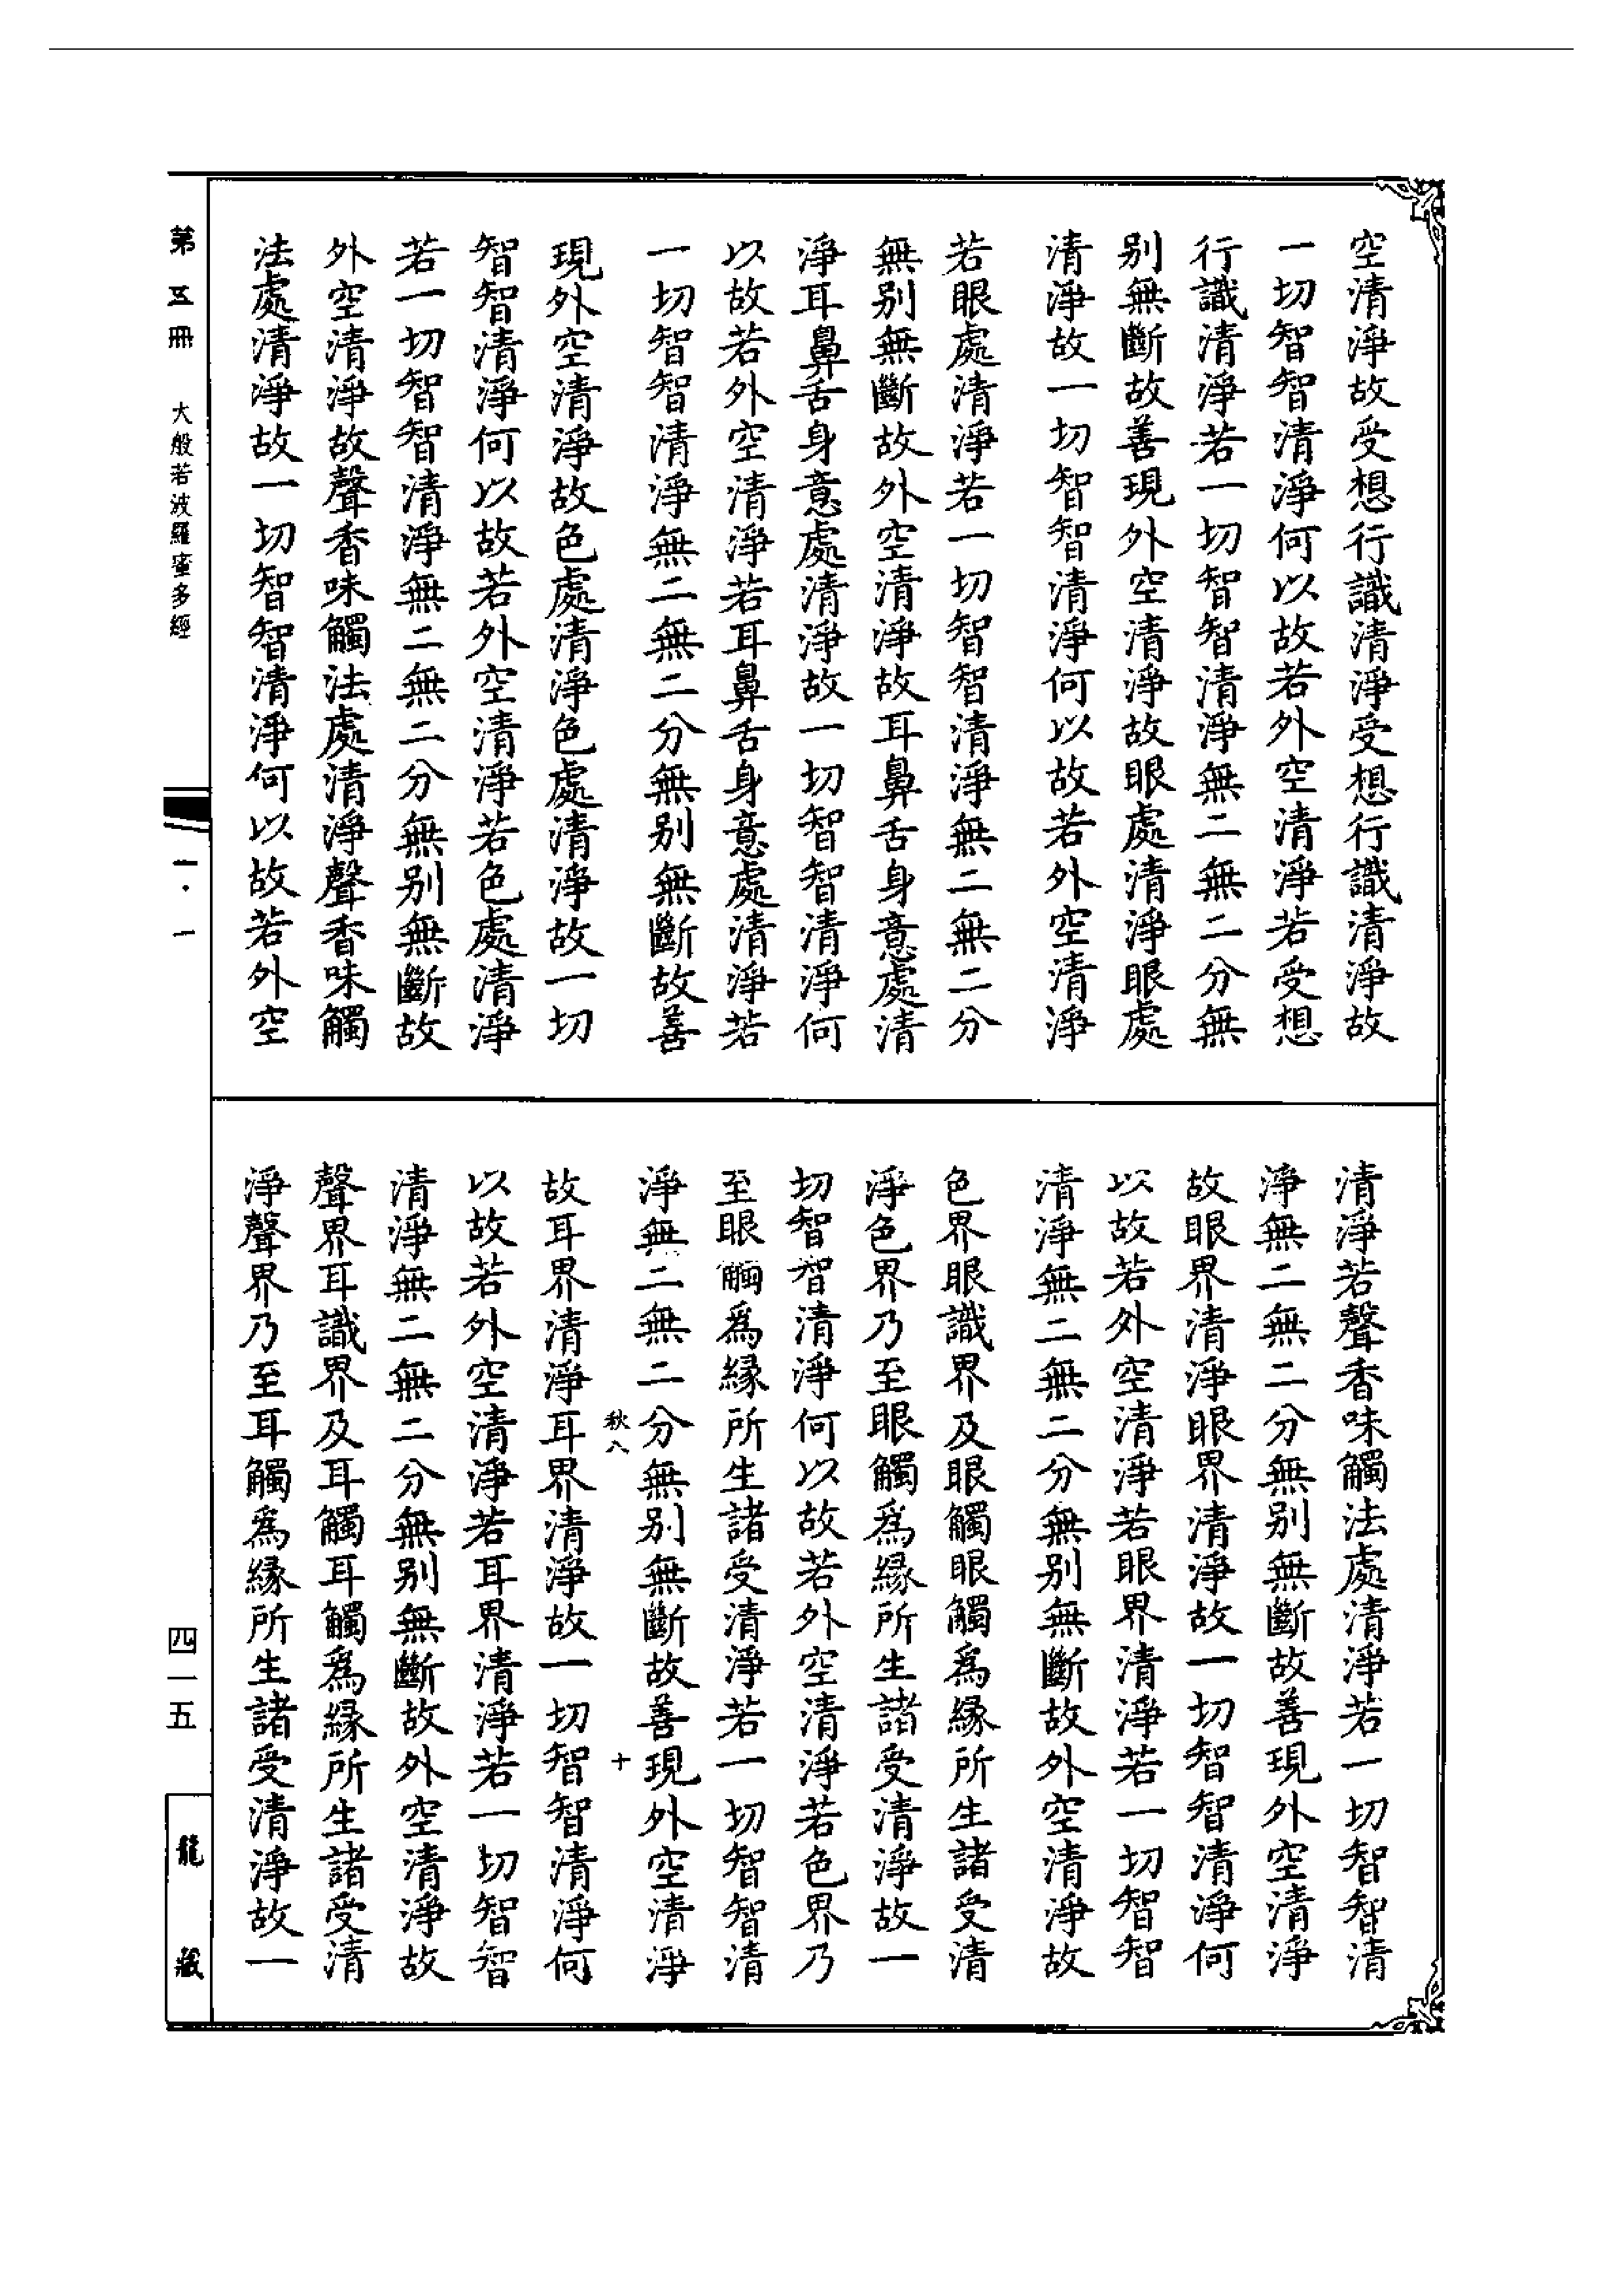 空清淨故受想行識清淨受想行識清淨故
一切智智清淨何以故若外空清淨若受想
行識清淨若一切智智清淨無二無二分無
别無斷故善現外空清淨故眼處清淨眼處
清淨故一切智智清淨何以故若外空清淨
若眼處清淨若一切智智清淨無二無二分
無别無斷故外空清淨故耳鼻舌身意處清
淨耳鼻舌身意處清淨故一切智智清淨何
以故若外空清淨若耳鼻舌身意處清淨若
一切智智清淨無二無二分無别無斷故善
現外空清淨故色處清淨色處清淨故一切
智智清淨何以故若外空清淨若色處清淨
若一切智智清淨無二無二分無别無斷故
外空清淨故聲香味觸法處清淨聲香味觸
法處清淨故一切智智清淨何以故若外空
清淨若聲香味觸法處清淨若一切智智清
淨無二無二分無别無斷故善現外空清淨
故眼界清淨眼界清淨故一切智智清淨何
以故若外空清淨若眼界清淨若一切智智
清淨無二無二分無别無斷故外空清淨故
色界眼識界及眼觸眼觸爲緣所生諸受清
淨色界乃至眼觸爲緣所生諸受清淨故一
切智智清淨何以故若外空清淨若色界乃
至眼觸爲緣所生諸受清淨若一切智智清
淨無二無二分無别無斷故善現外空清淨
秋八 十
故耳界清淨耳界清淨故一切智智清淨何
以故若外空清淨若耳界清淨若一切智智
清淨無二無二分無别無斷故外空清淨故
聲界耳識界及耳觸耳觸爲緣所生諸受清
淨聲界乃至耳觸爲緣所生諸受清淨故一
第五冊 大般若波羅蜜多經 一·一 四一五 龍藏